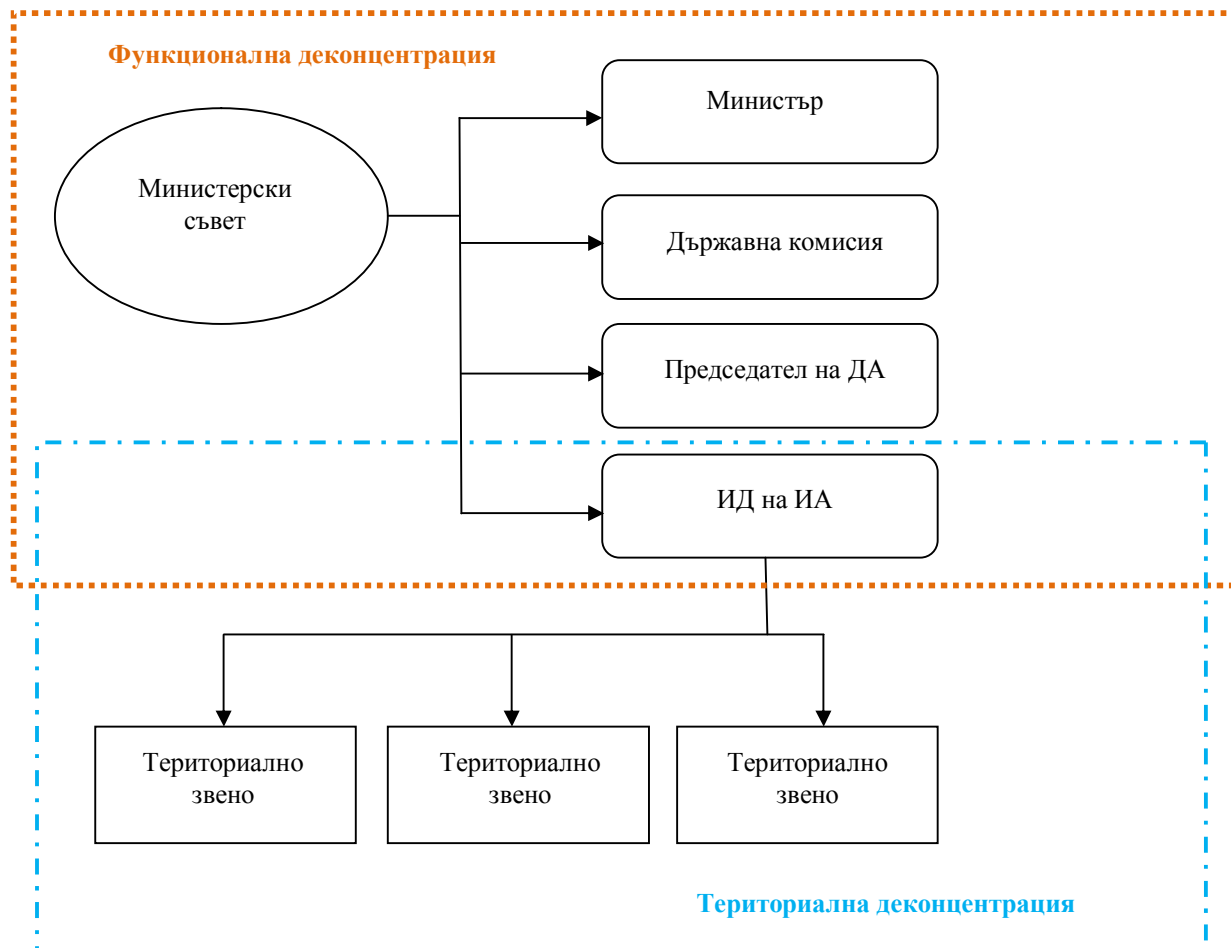 Функционална деконцентрация
Министър
Министерски
съвет
Държавна комисия
Председател на ДА
ИД на ИА
Териториално
звено
Териториално
звено
Териториално
звено
Териториална деконцентрация